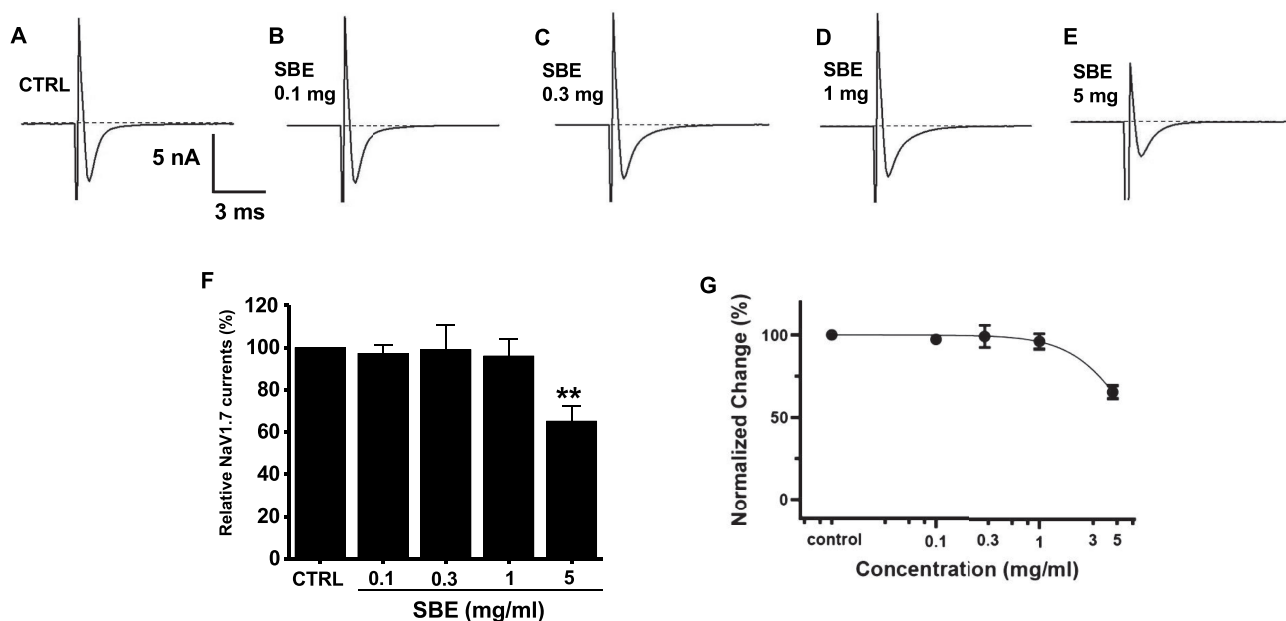 A
CTRL
5 nA
3 ms
B
SBE
0.1 mg
C
SBE
0.3 mg
D
SBE
1 mg
E
SBE
5 mg
F
Relative NaV1.7 currents (%)
120
100
80
60
40
20
0
**
CTRL 0.1 0.3 1 5
SBE (mg/ml)
G
Normalized Change (%)
100
50
0
control 0.1 0.3 1 3 5
Concentration (mg/ml)